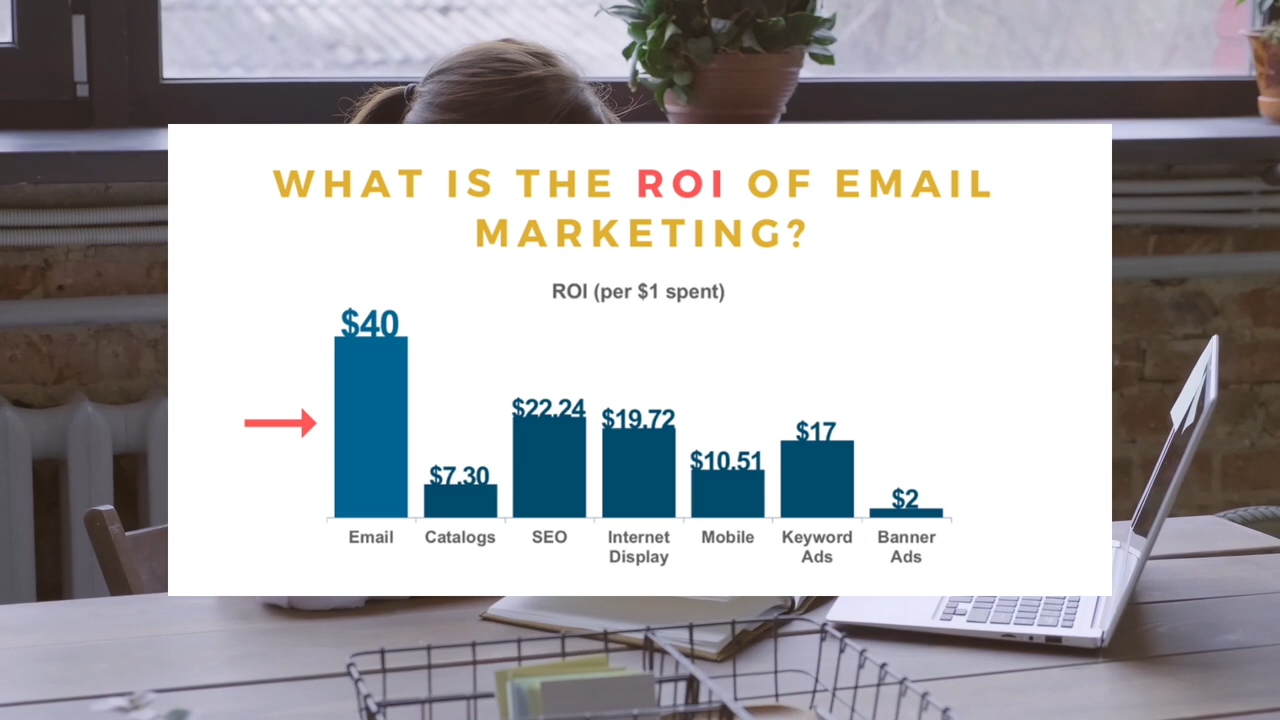 WHAT IS THE ROI OF EMAIL
MARKETING?
ROI (per $1 spent)
$40
$7.30
$22.24
$19.72
$10.51
$17
$2
Email
Catalogs
SEO
Internet
Display
Mobile
Keyword
Ads
Banner
Ads